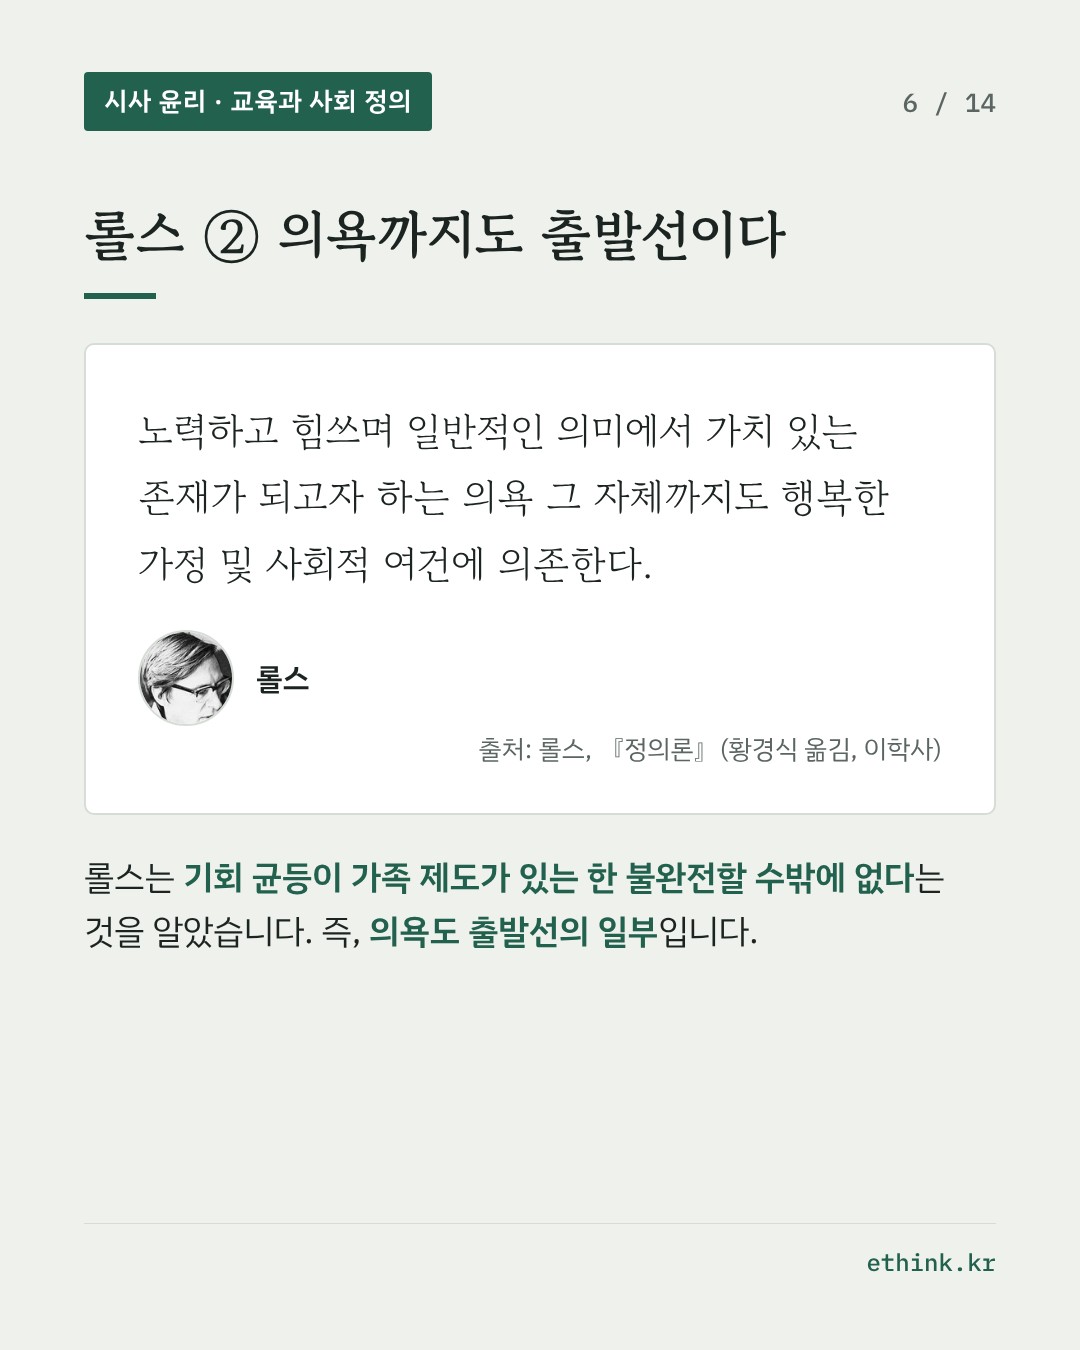 시사 윤리 · 교육과 사회 정의
6 / 14
롤스 ② 의욕까지도 출발선이다
노력하고 힘쓰며 일반적인 의미에서 가치 있는
존재가 되고자 하는 의욕 그 자체까지도 행복한
가정 및 사회적 여건에 의존한다.
롤스
출처: 롤스, 『정의론』(황경식 옮김, 이학사)
롤스는 기회 균등이 가족 제도가 있는 한 불완전할 수밖에 없다는
것을 알았습니다. 즉, 의욕도 출발선의 일부입니다.
ethink.kr